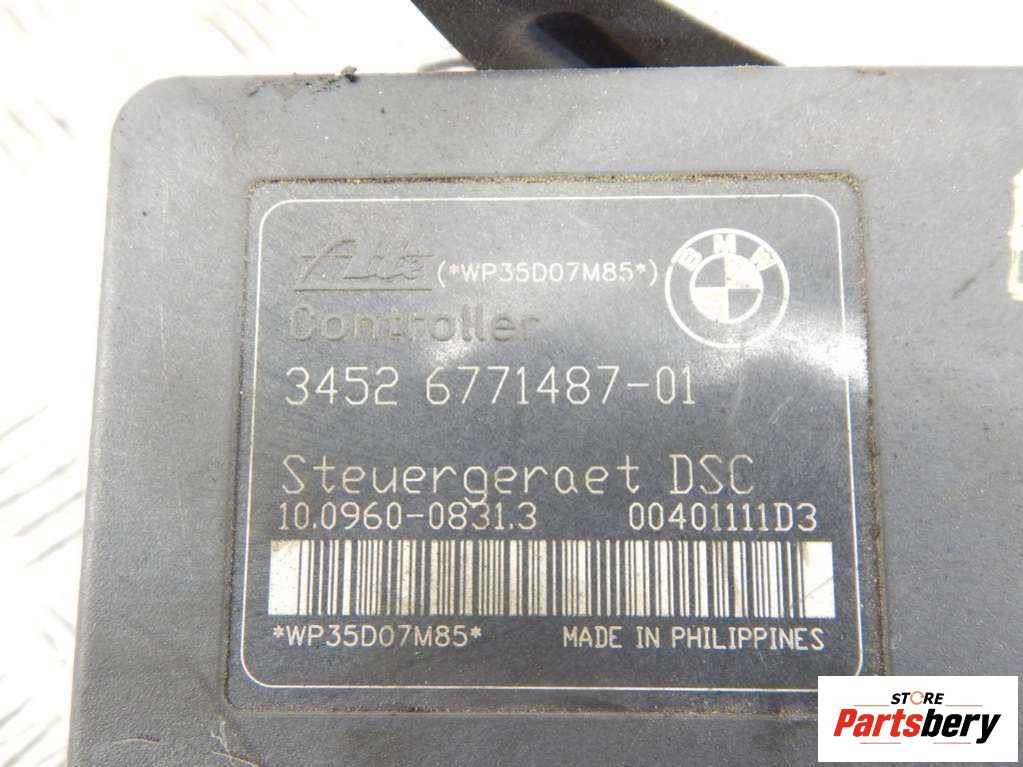 Ate (*WP35D07M85*) BMW
Controller
3452 6771487-01
Steuergeraet DSC
10.0960-0831.3 00401111D3
*WP35D07M85* MADE IN PHILIPPINES
STORE
Partsbery